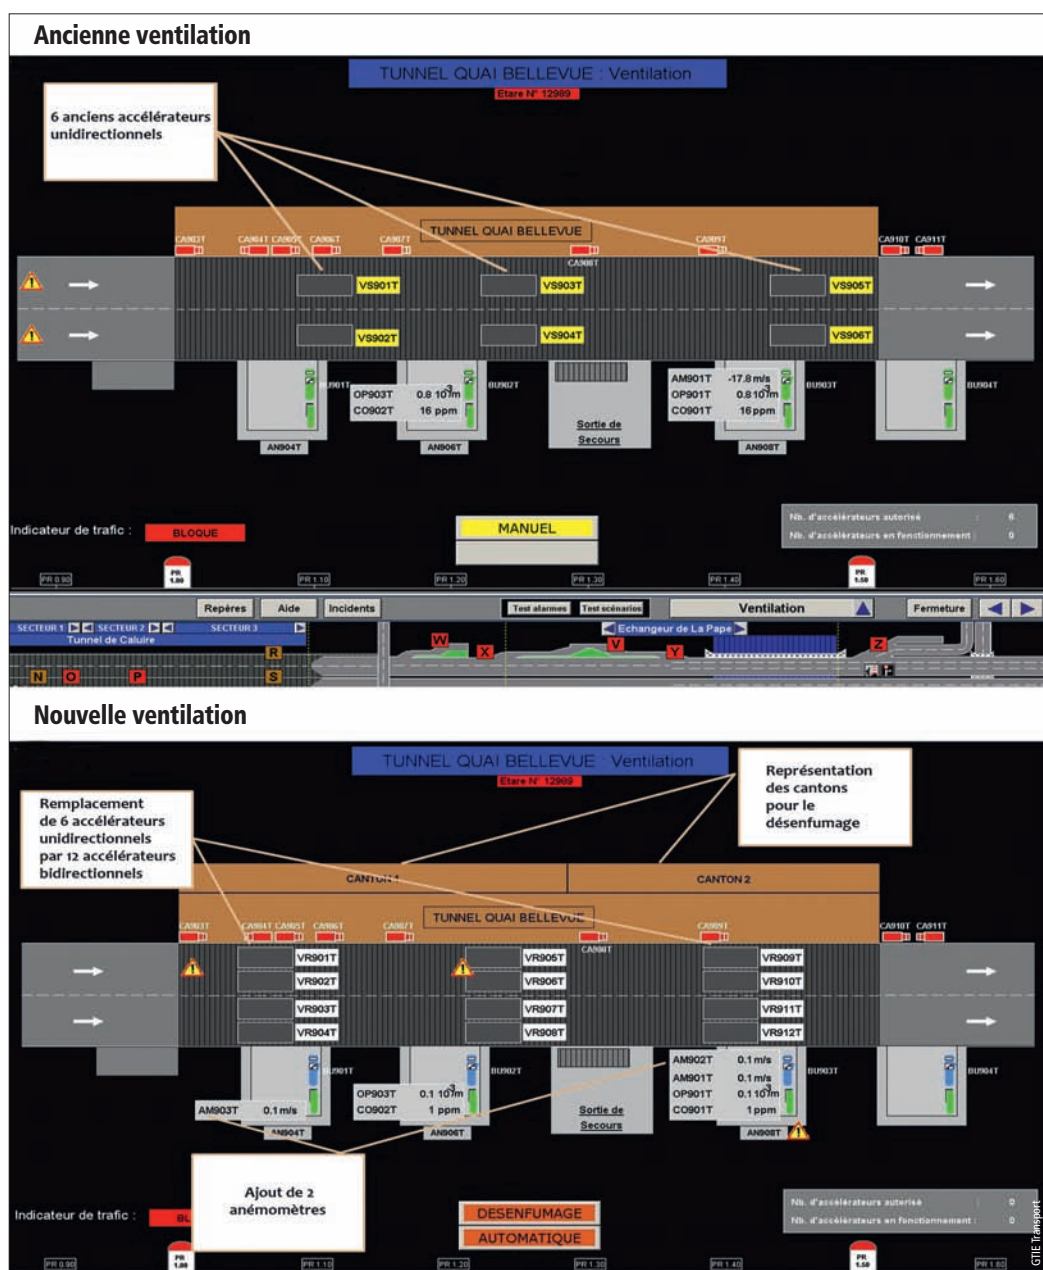 Ancienne ventilation
TUNNEL QUAI BELLEVUE : Ventilation
Etare N° 12989
6 anciens accélérateurs
unidirectionnels
TUNNEL QUAI BELLEVUE
CA903T CA904T CA905T CA906T CA907T CA908T CA909T CA910T CA911T
VS901T VS903T VS905T
VS902T VS904T VS906T
BU901T BU902T BU903T BU904T
OP903T 0.8 10-3/m
CO902T 16 ppm
AM901T -17.8 m/s
OP901T 0.8 10-3/m
CO901T 16 ppm
Sortie de
Secours
AN904T AN906T AN908T
Indicateur de trafic : BLOQUE
MANUEL
Nb. d'accélérateurs autorisé : 6
Nb. d'accélérateurs en fonctionnement : 0
PR 0.90 PR 1.00 PR 1.10 PR 1.20 PR 1.30 PR 1.40 PR 1.50 PR 1.60
Repères Aide Incidents Test alarmes Test scénarios Ventilation Fermeture
SECTEUR 1 SECTEUR 2 SECTEUR 3
Tunnel de Caluire
Echangeur de La Pape
R W X V Y Z
N O P S
Nouvelle ventilation
TUNNEL QUAI BELLEVUE : Ventilation
Etare N° 12989
Remplacement
de 6 accélérateurs
unidirectionnels
par 12 accélérateurs
bidirectionnels
Représentation
des cantons
pour le
désenfumage
CANTON 1 CANTON 2
TUNNEL QUAI BELLEVUE
CA903T CA904T CA905T CA906T CA907T CA908T CA909T CA910T CA911T
VR901T VR905T VR909T
VR902T VR906T VR910T
VR903T VR907T VR911T
VR904T VR908T VR912T
BU901T BU902T BU903T BU904T
AM903T 0.1 m/s
OP903T 0.1 10-3/m
CO902T 1 ppm
AM902T 0.1 m/s
AM901T 0.1 m/s
OP901T 0.1 10-3/m
CO901T 1 ppm
Sortie de
Secours
AN904T AN906T AN908T
Ajout de 2
anémomètres
Indicateur de trafic : BL
DESENFUMAGE
AUTOMATIQUE
Nb. d'accélérateurs autorisé : 0
Nb. d'accélérateurs en fonctionnement : 0
PR 0.90 PR 1.00 PR 1.10 PR 1.20 PR 1.30 PR 1.40 PR 1.50 PR 1.60
GTIE Transport